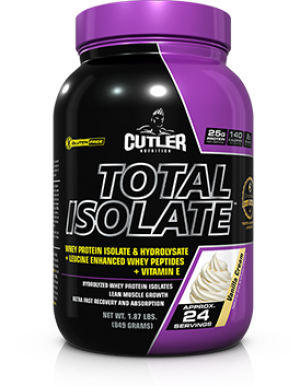 CUTLER
NUTRITION
GLUTEN FREE
25G 140
PROTEIN
TOTAL
ISOLATE
WHEY PROTEIN ISOLATE & HYDROLYSATE
+ LEUCINE ENHANCED WHEY PEPTIDES
+ VITAMIN E
HYDROLYZED WHEY PROTEIN ISOLATES
LEAN MUSCLE GROWTH
ULTRA FAST RECOVERY AND ABSORPTION
NET WT. 1.87 LBS.
(849 GRAMS)
Vanilla Cream
APPROX.
24
SERVINGS